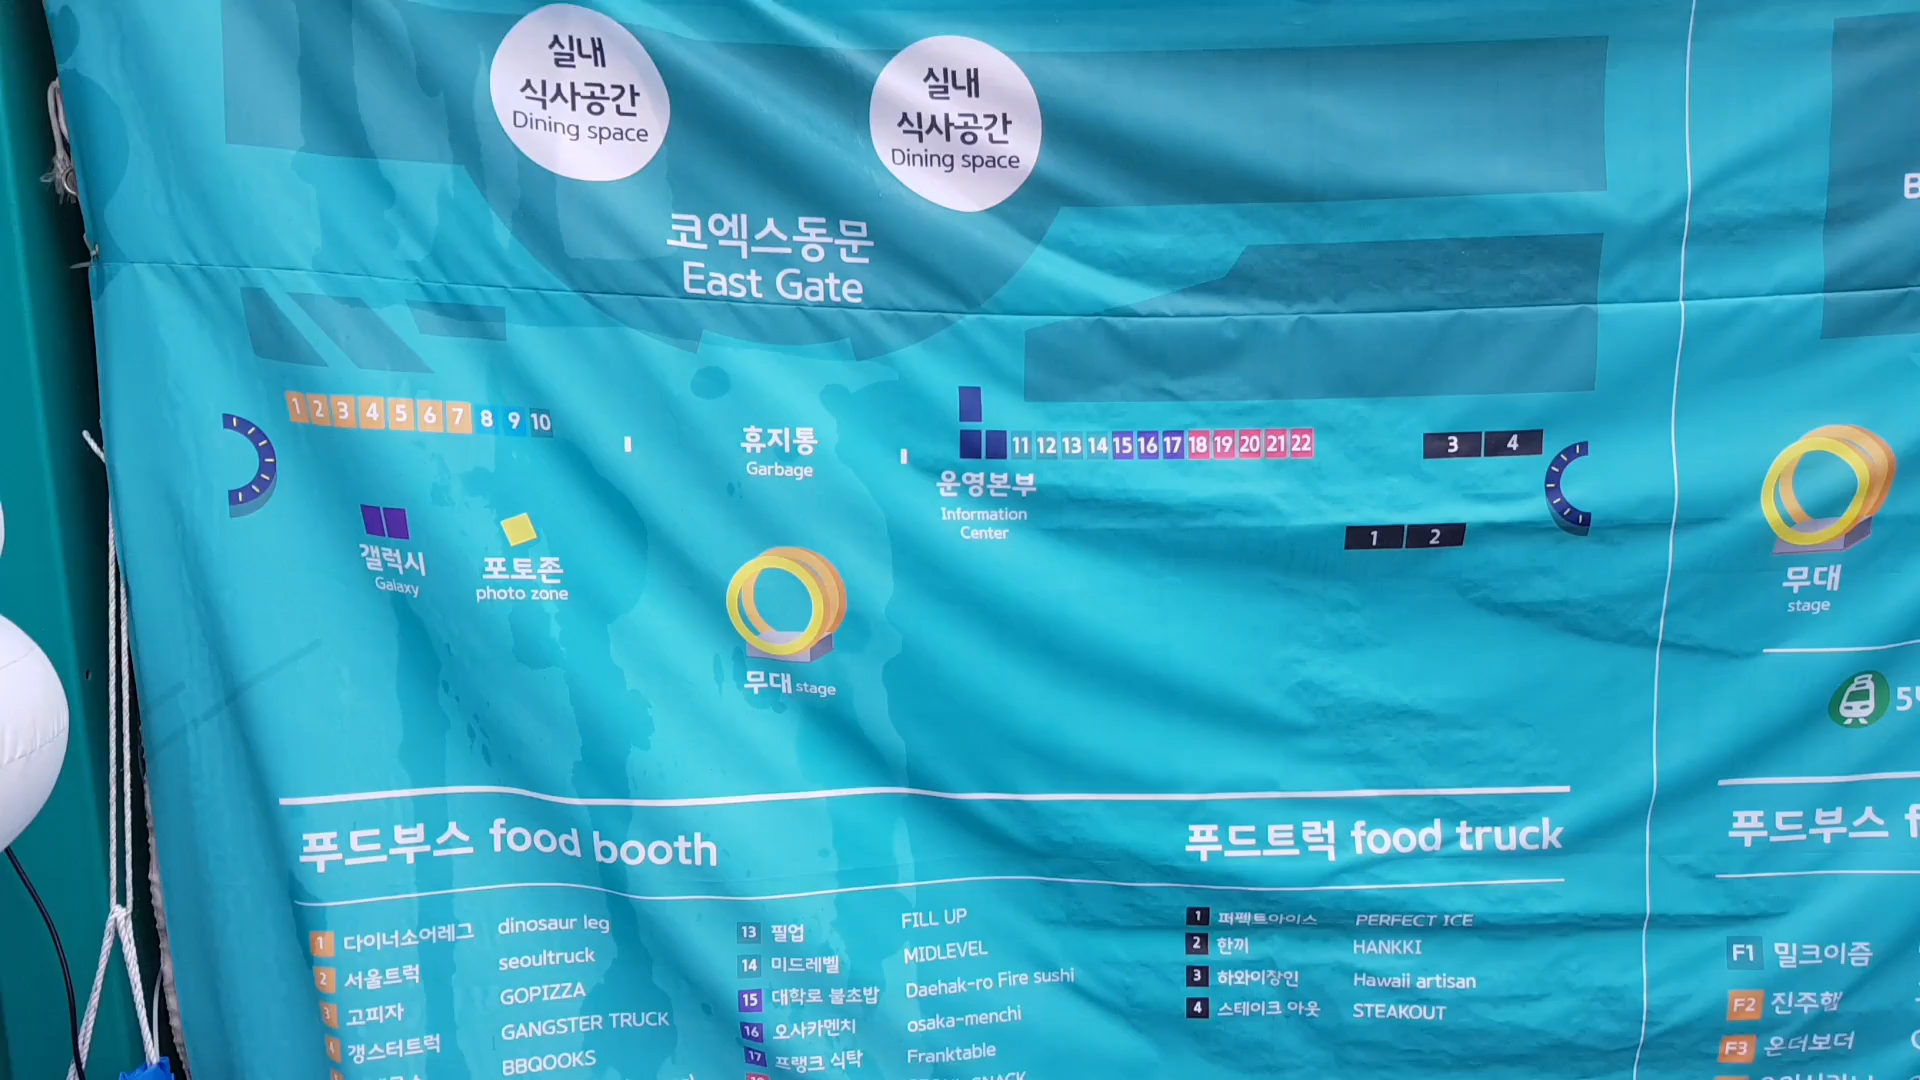 실내
식사공간
Dining space
실내
식사공간
Dining space
코엑스동문
East Gate
1 2 3 4 5 6 7 8 9 10
휴지통
Garbage
11 12 13 14 15 16 17 18 19 20 21 22
운영본부
Information
Center
3 4
1 2
갤럭시
Galaxy
포토존
photo zone
무대 stage
무대
stage
푸드부스 food booth
1 다이너소어레그 dinosaur leg
2 서울트럭 seoultruck
3 고피자 GOPIZZA
4 갱스터트럭 GANGSTER TRUCK
BBQOOKS
13 필업 FILL UP
14 미드레벨 MIDLEVEL
15 대학로 불초밥 Daehak-ro Fire sushi
16 오사카멘치 osaka-menchi
17 프랭크 식탁 Franktable
푸드트럭 food truck
1 퍼펙트아이스 PERFECT ICE
2 한끼 HANKKI
3 하와이장인 Hawaii artisan
4 스테이크 아웃 STEAKOUT
푸드부스
F1 밀크이즘
F2 진주햄
F3 온더보더